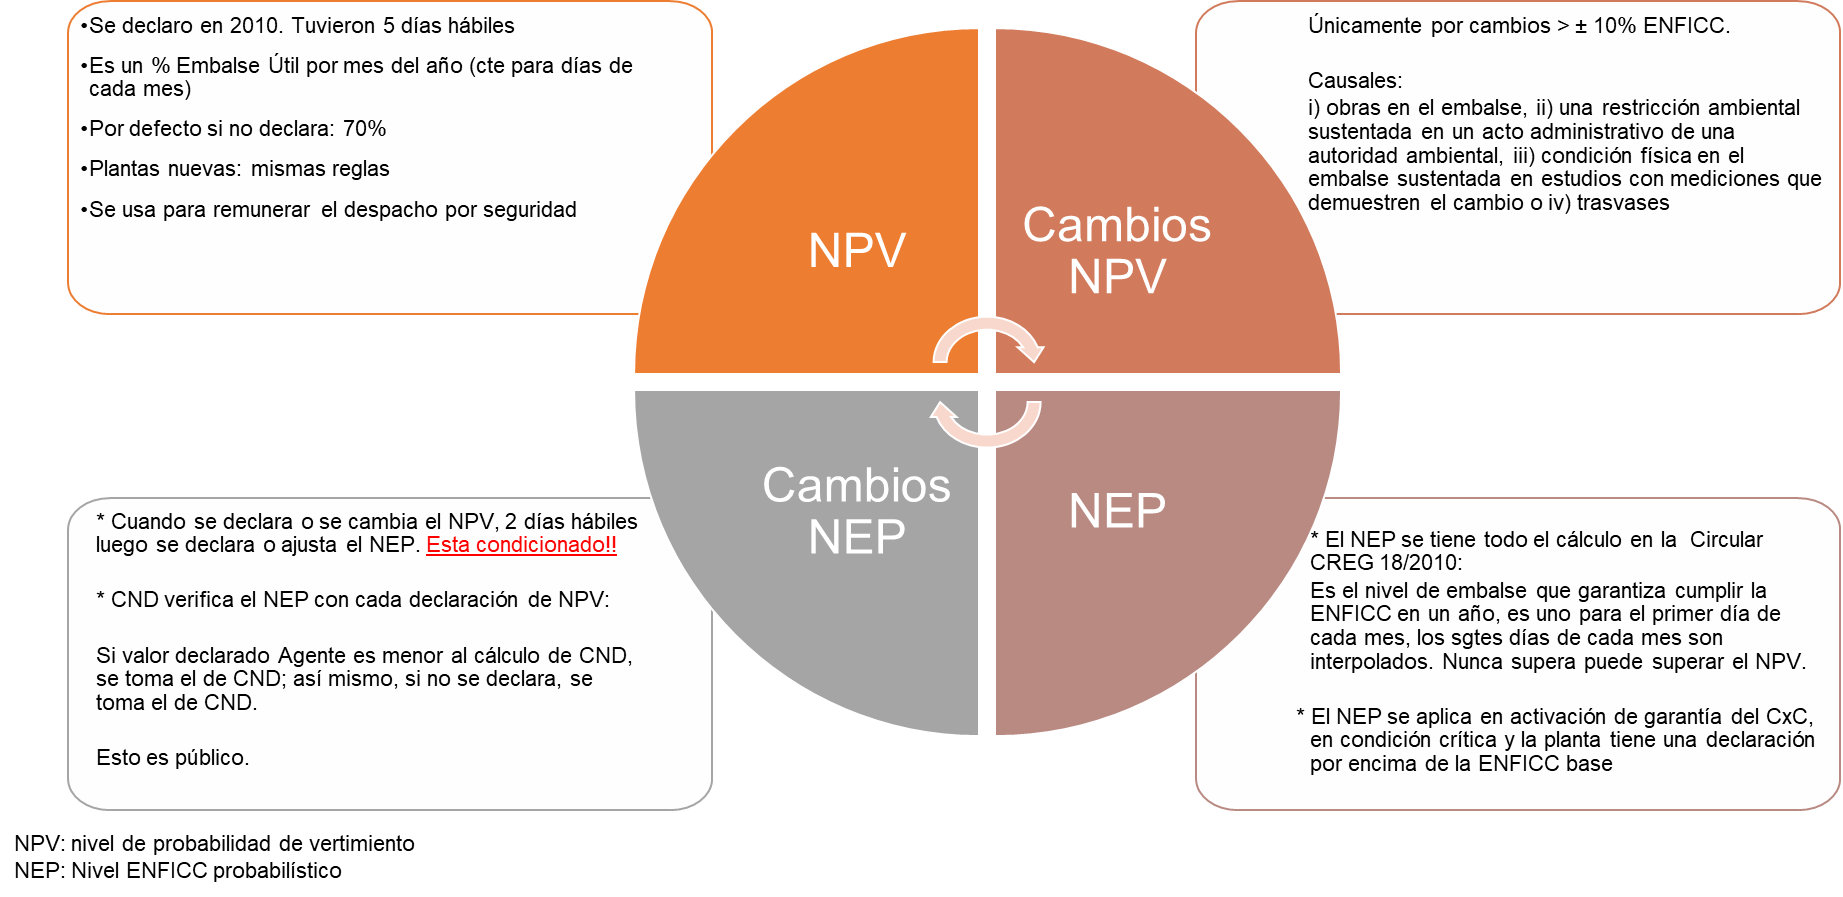 •Se declaro en 2010. Tuvieron 5 días hábiles
•Es un % Embalse Útil por mes del año (cte para días de
cada mes)
•Por defecto si no declara: 70%
•Plantas nuevas: mismas reglas
•Se usa para remunerar el despacho por seguridad
NPV
Cambios
NPV
Únicamente por cambios > ± 10% ENFICC.
Causales:
i) obras en el embalse, ii) una restricción ambiental
sustentada en un acto administrativo de una
autoridad ambiental, iii) condición física en el
embalse sustentada en estudios con mediciones que
demuestren el cambio o iv) trasvases
* Cuando se declara o se cambia el NPV, 2 días hábiles
luego se declara o ajusta el NEP. Esta condicionado!!
* CND verifica el NEP con cada declaración de NPV:
Si valor declarado Agente es menor al cálculo de CND,
se toma el de CND; así mismo, si no se declara, se
toma el de CND.
Esto es público.
Cambios
NEP
NEP
* El NEP se tiene todo el cálculo en la Circular
CREG 18/2010:
Es el nivel de embalse que garantiza cumplir la
ENFICC en un año, es uno para el primer día de
cada mes, los sgtes días de cada mes son
interpolados. Nunca supera puede superar el NPV.
* El NEP se aplica en activación de garantía del CxC,
en condición crítica y la planta tiene una declaración
por encima de la ENFICC base
NPV: nivel de probabilidad de vertimiento
NEP: Nivel ENFICC probabilístico